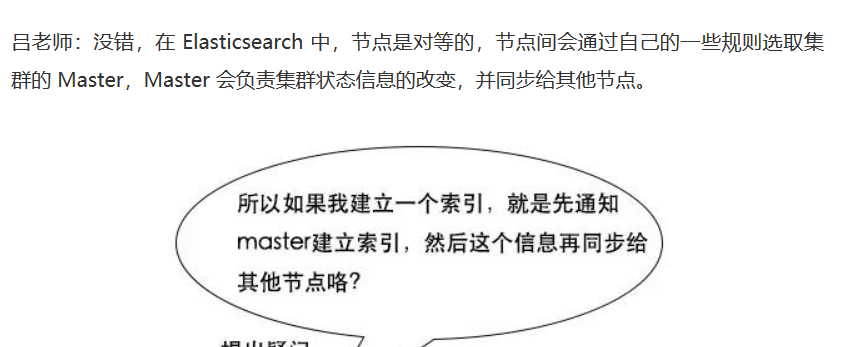 吕老师：没错，在 Elasticsearch 中，节点是对等的，节点间会通过自己的一些规则选取集
群的 Master，Master 会负责集群状态信息的改变，并同步给其他节点。
所以如果我建立一个索引，就是先通知
master建立索引，然后这个信息再同步给
其他节点咯？